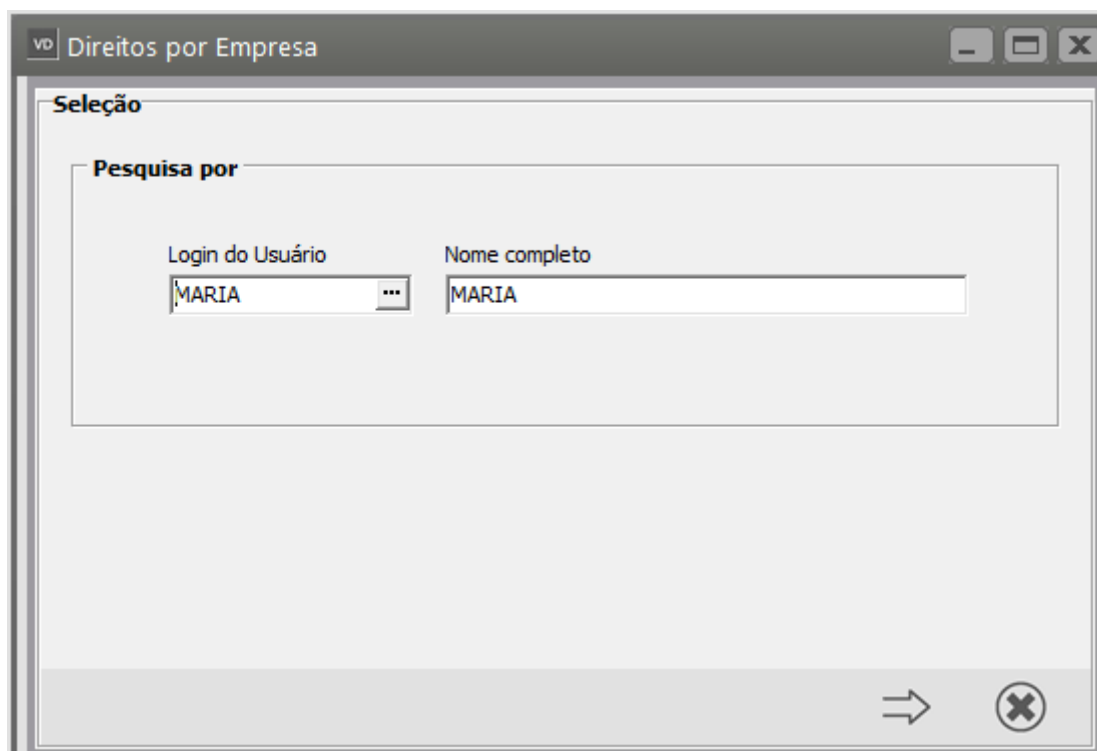 VD Direitos por Empresa
Seleção
Pesquisa por
Login do Usuário Nome completo
MARIA ... MARIA